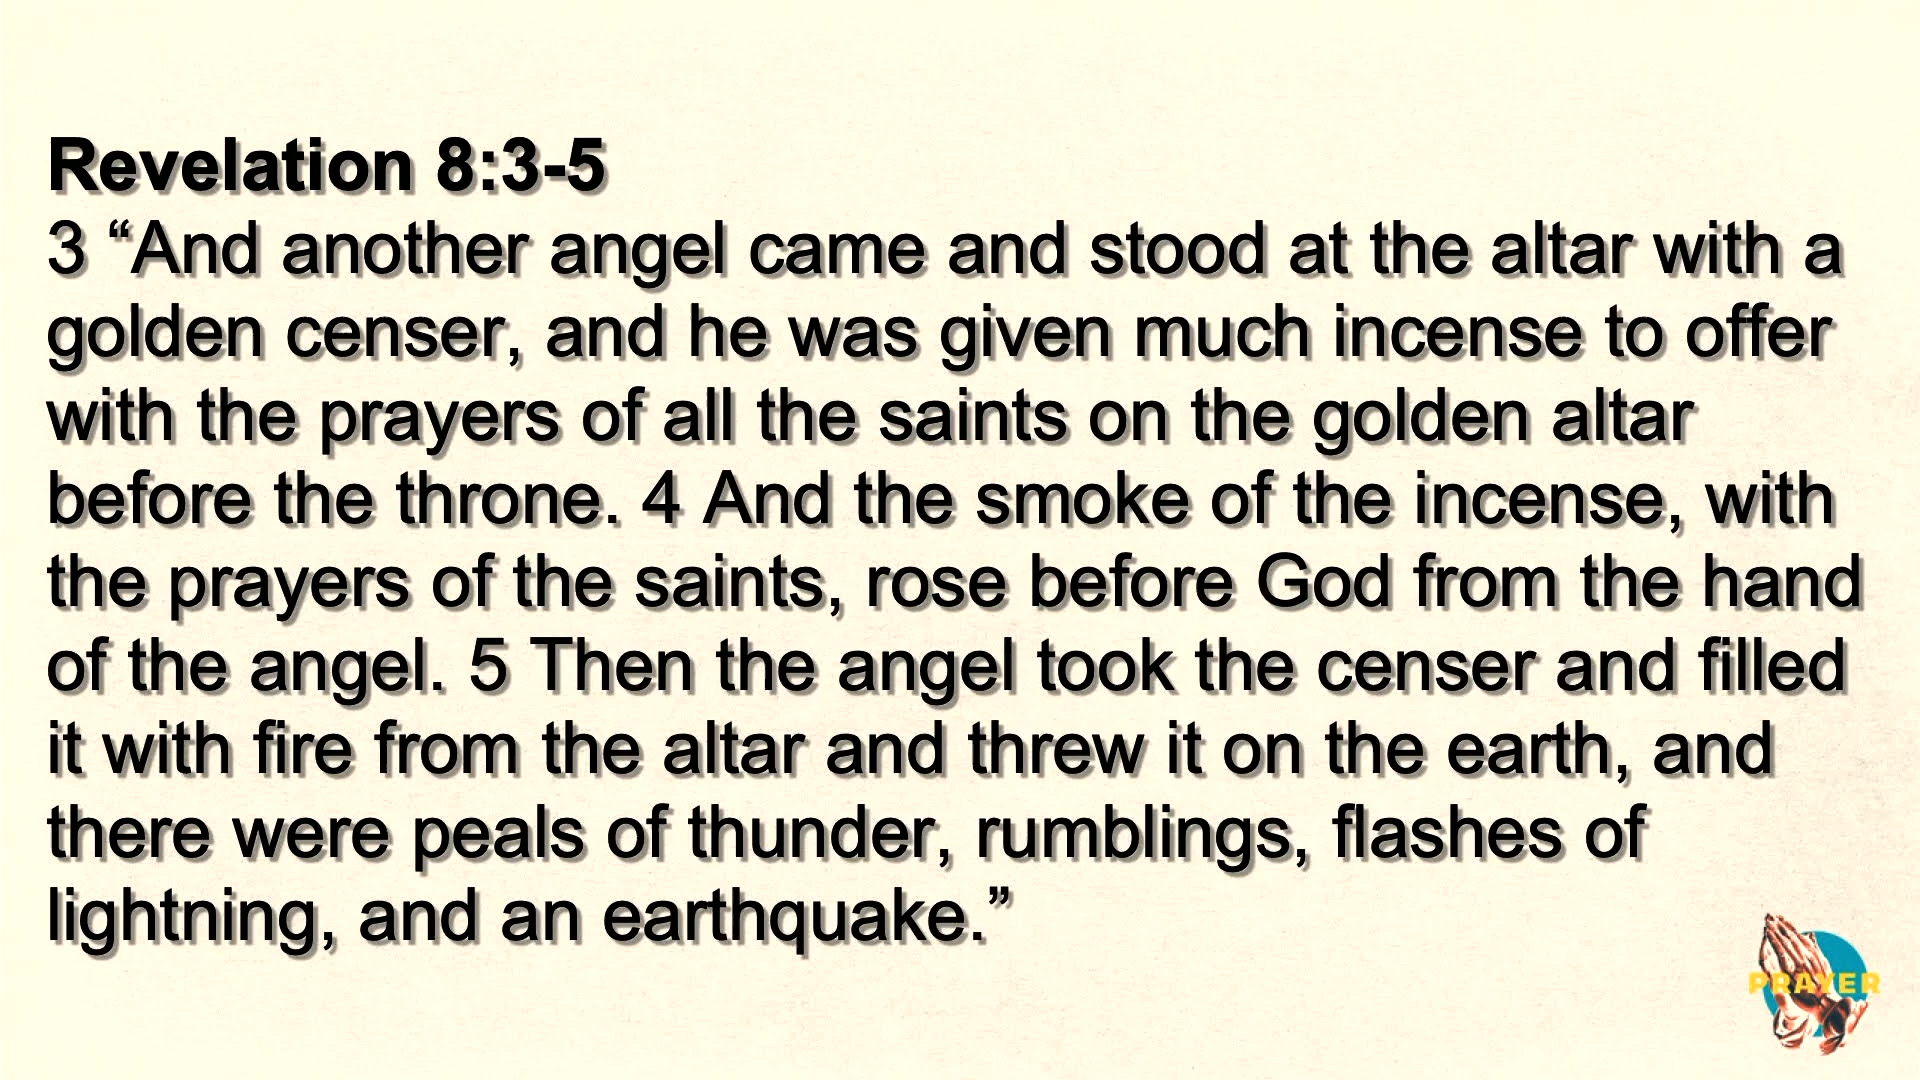 Revelation 8:3-5
3 “And another angel came and stood at the altar with a
golden censer, and he was given much incense to offer
with the prayers of all the saints on the golden altar
before the throne. 4 And the smoke of the incense, with
the prayers of the saints, rose before God from the hand
of the angel. 5 Then the angel took the censer and filled
it with fire from the altar and threw it on the earth, and
there were peals of thunder, rumblings, flashes of
lightning, and an earthquake.”
PRAYER